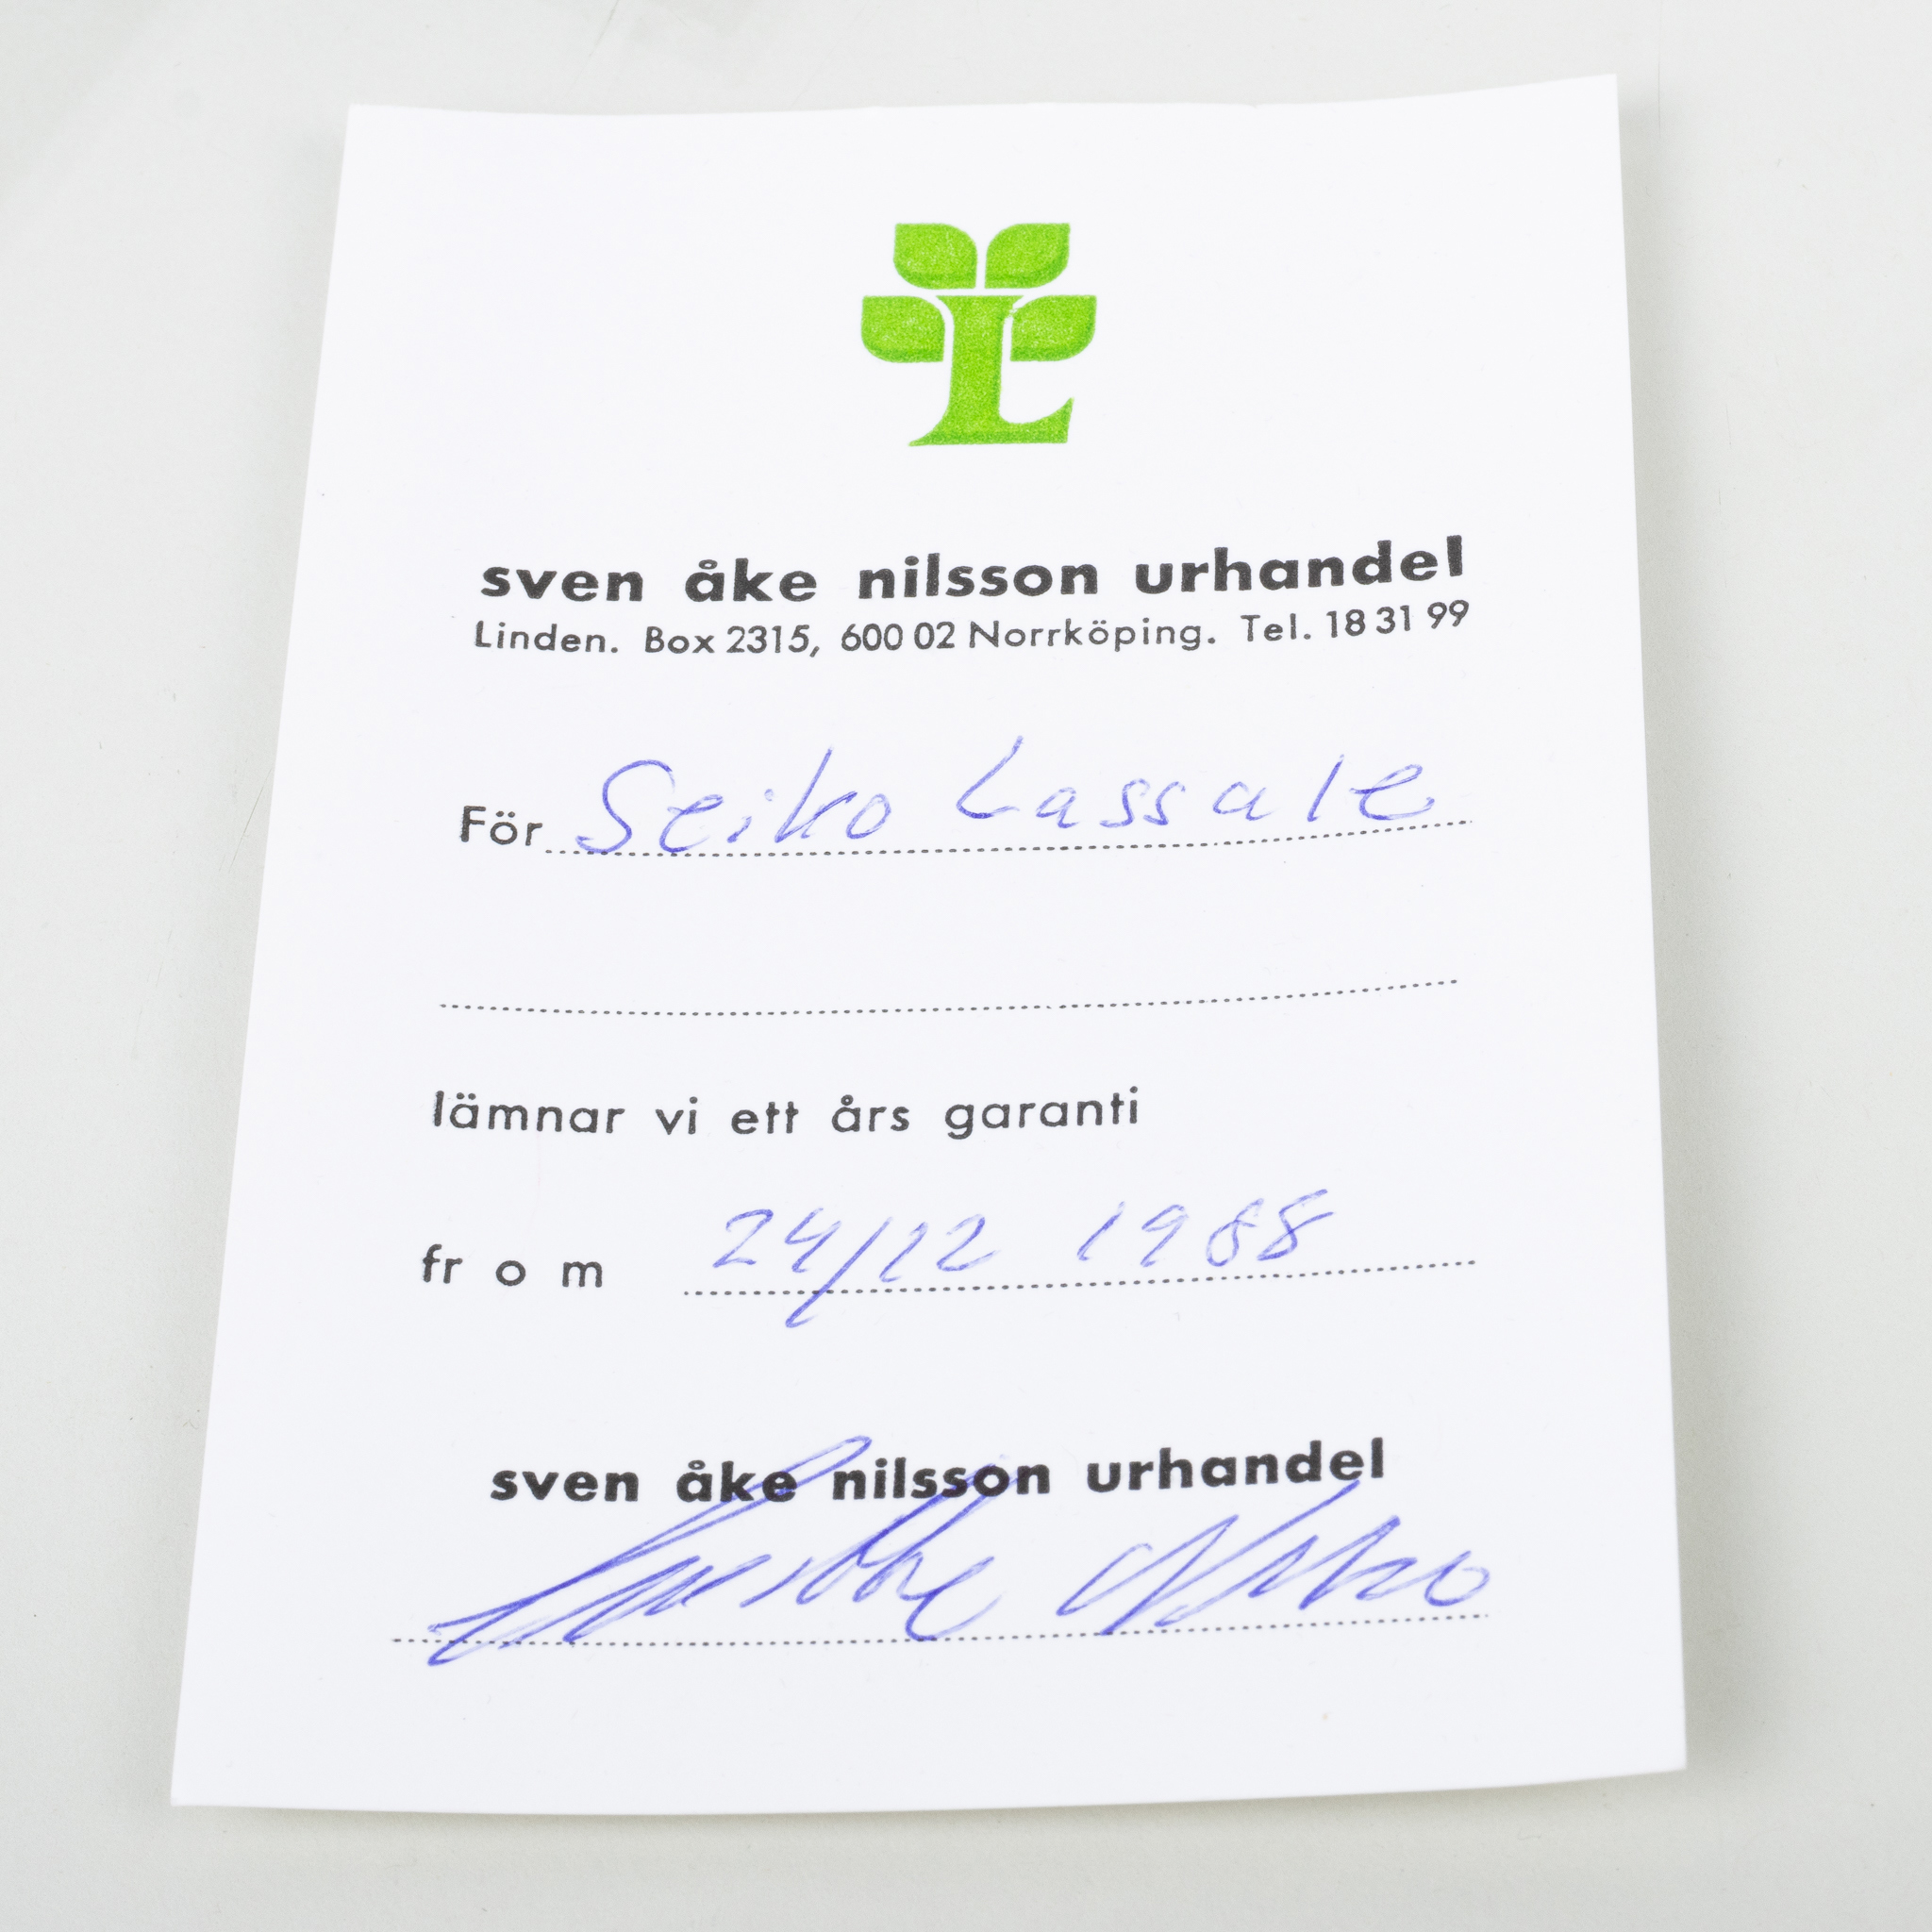 L
sven åke nilsson urhandel
Linden. Box 2315, 600 02 Norrköping. Tel. 18 31 99
För Seiko Lassale
lämnar vi ett års garanti
fr o m 24/12 1988
sven åke nilsson urhandel